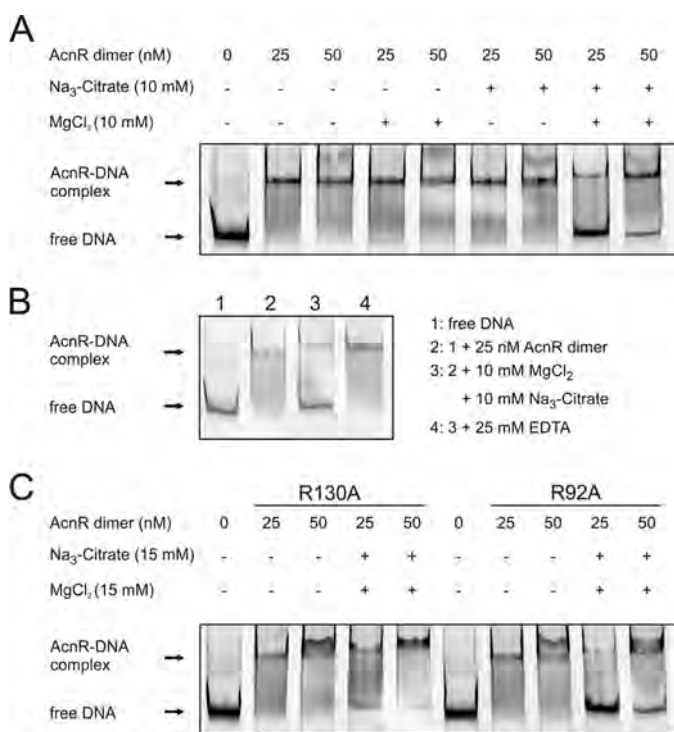 A
AcnR dimer (nM) 0 25 50 25 50 25 50 25 50
Na3-Citrate (10 mM) - - - - - + + + +
MgCl2 (10 mM) - - - + + - - + +
AcnR-DNA
complex
free DNA
B
1 2 3 4
AcnR-DNA
complex
free DNA
1: free DNA
2: 1 + 25 nM AcnR dimer
3: 2 + 10 mM MgCl2
+ 10 mM Na3-Citrate
4: 3 + 25 mM EDTA
C
R130A R92A
AcnR dimer (nM) 0 25 50 25 50 0 25 50 25 50
Na3-Citrate (15 mM) - - - + + - - - + +
MgCl2 (15 mM) - - - + + - - - + +
AcnR-DNA
complex
free DNA